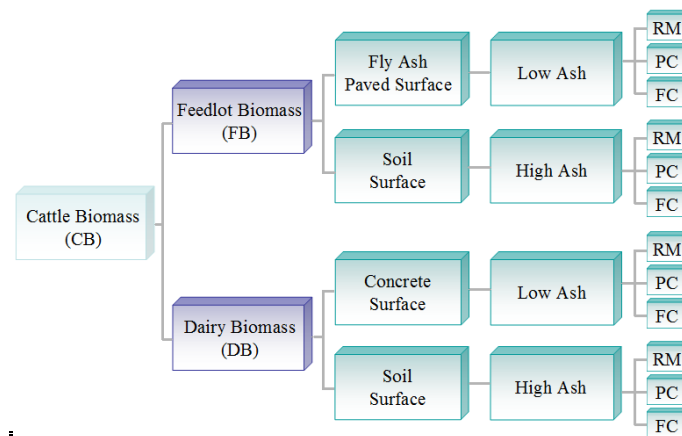 Cattle Biomass
(CB)
Feedlot Biomass
(FB)
Fly Ash
Paved Surface
Low Ash
RM
PC
FC
Soil
Surface
High Ash
RM
PC
FC
Dairy Biomass
(DB)
Concrete
Surface
Low Ash
RM
PC
FC
Soil
Surface
High Ash
RM
PC
FC